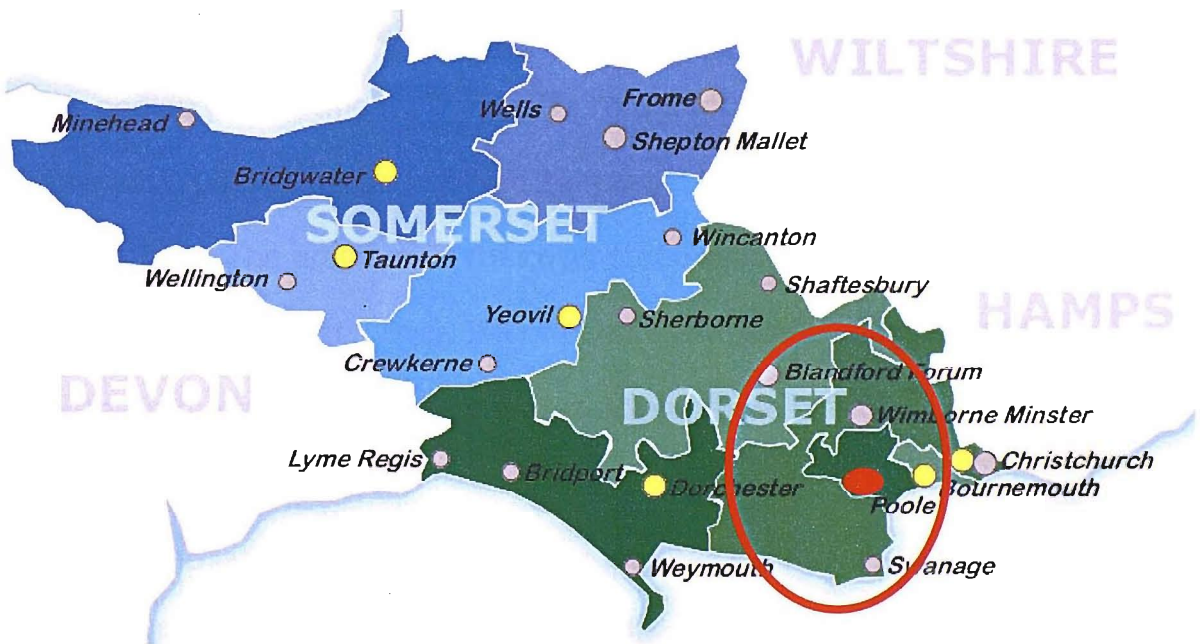 WILTSHIRE
Wells
Frome
Minehead
Shepton Mallet
Bridgwater
SOMERSET
Wincanton
Taunton
Wellington
Shaftesbury
HAMPS
Yeovil
Sherborne
Crewkerne
Blandford Forum
DEVON
DORSET
Wimborne Minster
Lyme Regis
Bridport
Christchurch
Dorchester
Bournemouth
Poole
Weymouth
Swanage